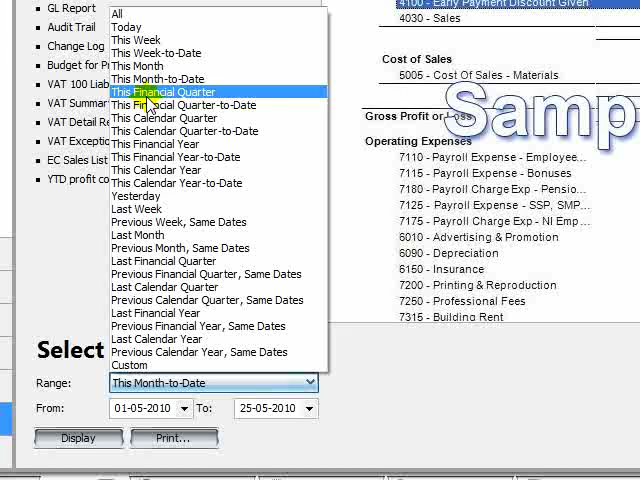 GL Report
Audit Trail
Change Log
Budget for
VAT 100
VAT
VAT Detail
VAT
EC Sales List
YTD profit
All
Today
This Week
This Week-to-Date
This Month
This Month-to-Date
This Financial Quarter
This Financial Quarter-to-Date
This Calendar Quarter
This Calendar Quarter-to-Date
This Financial Year
This Financial Year-to-Date
This Calendar Year
This Calendar Year-to-Date
Yesterday
Last Week
Previous Week, Same Dates
Last Month
Previous Month, Same Dates
Last Financial Quarter
Previous Financial Quarter, Same Dates
Last Calendar Quarter
Previous Calendar Quarter, Same Dates
Last Financial Year
Previous Financial Year, Same Dates
Last Calendar Year
Previous Calendar Year, Same Dates
Custom
Select
Range: This Month-to-Date
From: 01-05-2010 To: 25-05-2010
Display Print...
4100 - Early Payment Discount Given
4030 - Sales
Cost of Sales
5005 - Cost Of Sales - Materials
Gross Profit or Loss
Samp
Operating Expenses
7110 - Payroll Expense - Employee...
7115 - Payroll Expense - Bonuses
7180 - Payroll Charge Exp - Pensio...
7205 - Payroll Expense - SSP, SMP...
7175 - Payroll Charge Exp - NI Emp...
6010 - Advertising & Promotion
6090 - Depreciation
6150 - Insurance
7200 - Printing & Reproduction
7250 - Professional Fees
7315 - Building Rent